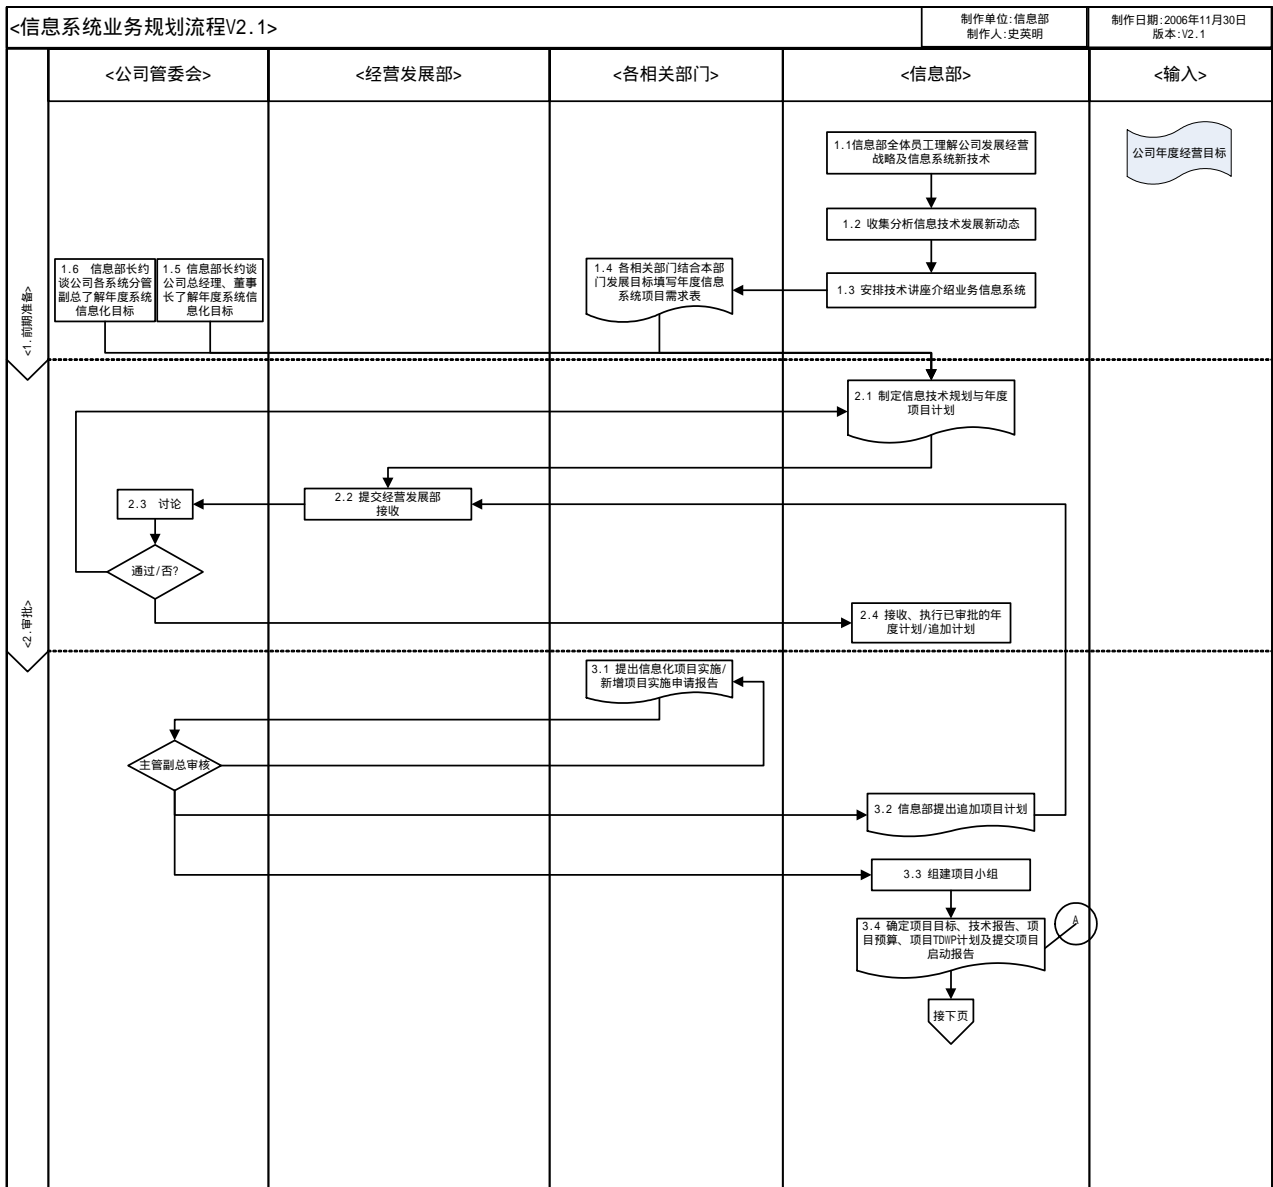 <信息系统业务规划流程V2.1>
制作单位:信息部
制作人:史英明
制作日期:2006年11月30日
版本:V2.1
<公司管委会>
<经营发展部>
<各相关部门>
<信息部>
<输入>
1.1信息部全体员工理解公司发展经营
战略及信息系统新技术
公司年度经营目标
1.2 收集分析信息技术发展新动态
1.6 信息部长约
谈公司各系统分管
副总了解年度系统
信息化目标
1.5 信息部长约谈
公司总经理、董事
长了解年度系统信
息化目标
1.4 各相关部门结合本部
门发展目标填写年度信息
系统项目需求表
1.3 安排技术讲座介绍业务信息系统
<1.前期准备>
2.1 制定信息技术规划与年度
项目计划
2.2 提交经营发展部
接收
2.3 讨论
通过/否?
2.4 接收、执行已审批的年
度计划/追加计划
<2.审批>
3.1 提出信息化项目实施/
新增项目实施申请报告
主管副总审核
3.2 信息部提出追加项目计划
3.3 组建项目小组
3.4 确定项目目标、技术报告、项
目预算、项目TDWP计划及提交项目
启动报告
A
接下页